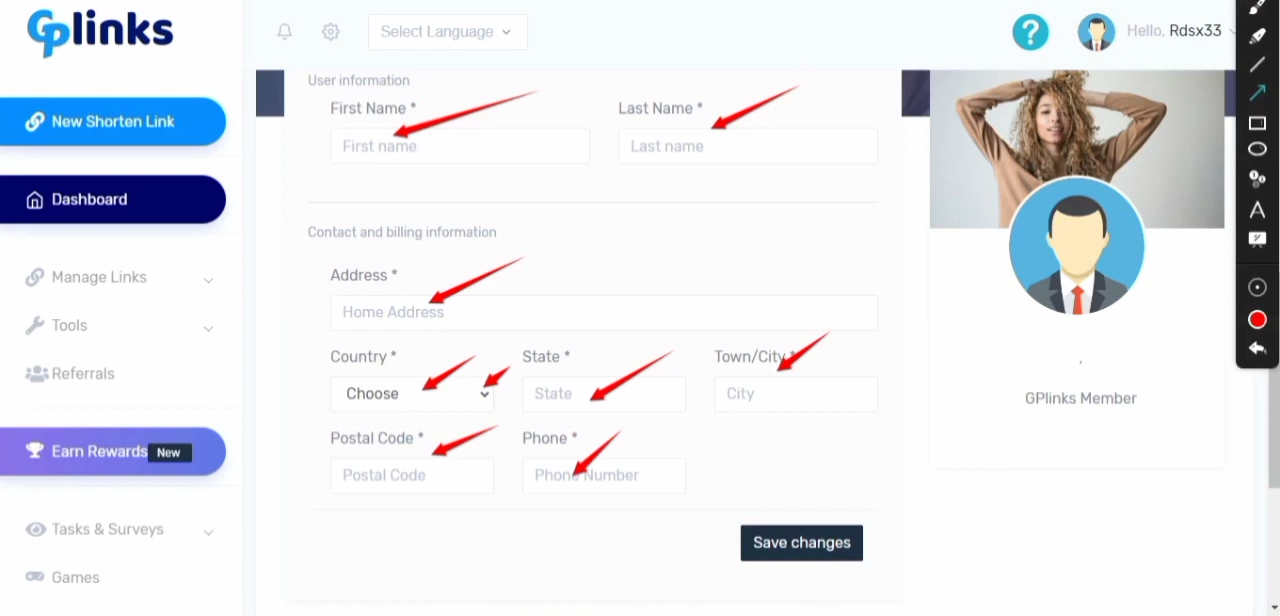 GPlinks
Select Language
?
Hello, Rdsx33
New Shorten Link
Dashboard
Manage Links
Tools
Referrals
Earn Rewards New
Tasks & Surveys
Games
User information
First Name *
Last Name *
First name
Last name
Contact and billing information
Address *
Home Address
Country *
State *
Town/City *
Choose
State
City
Postal Code *
Phone *
Postal Code
Phone Number
Save changes
.
GPlinks Member
A